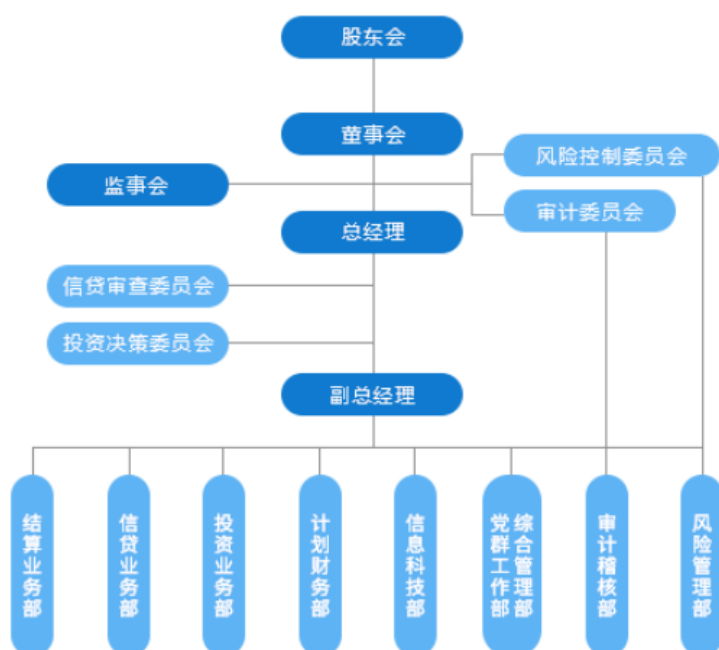 股东会
董事会
风险控制委员会
监事会
审计委员会
总经理
信贷审查委员会
投资决策委员会
副总经理
结算业务部
信贷业务部
投资业务部
计划财务部
信息科技部
综合管理部
党群工作部
审计稽核部
风险管理部